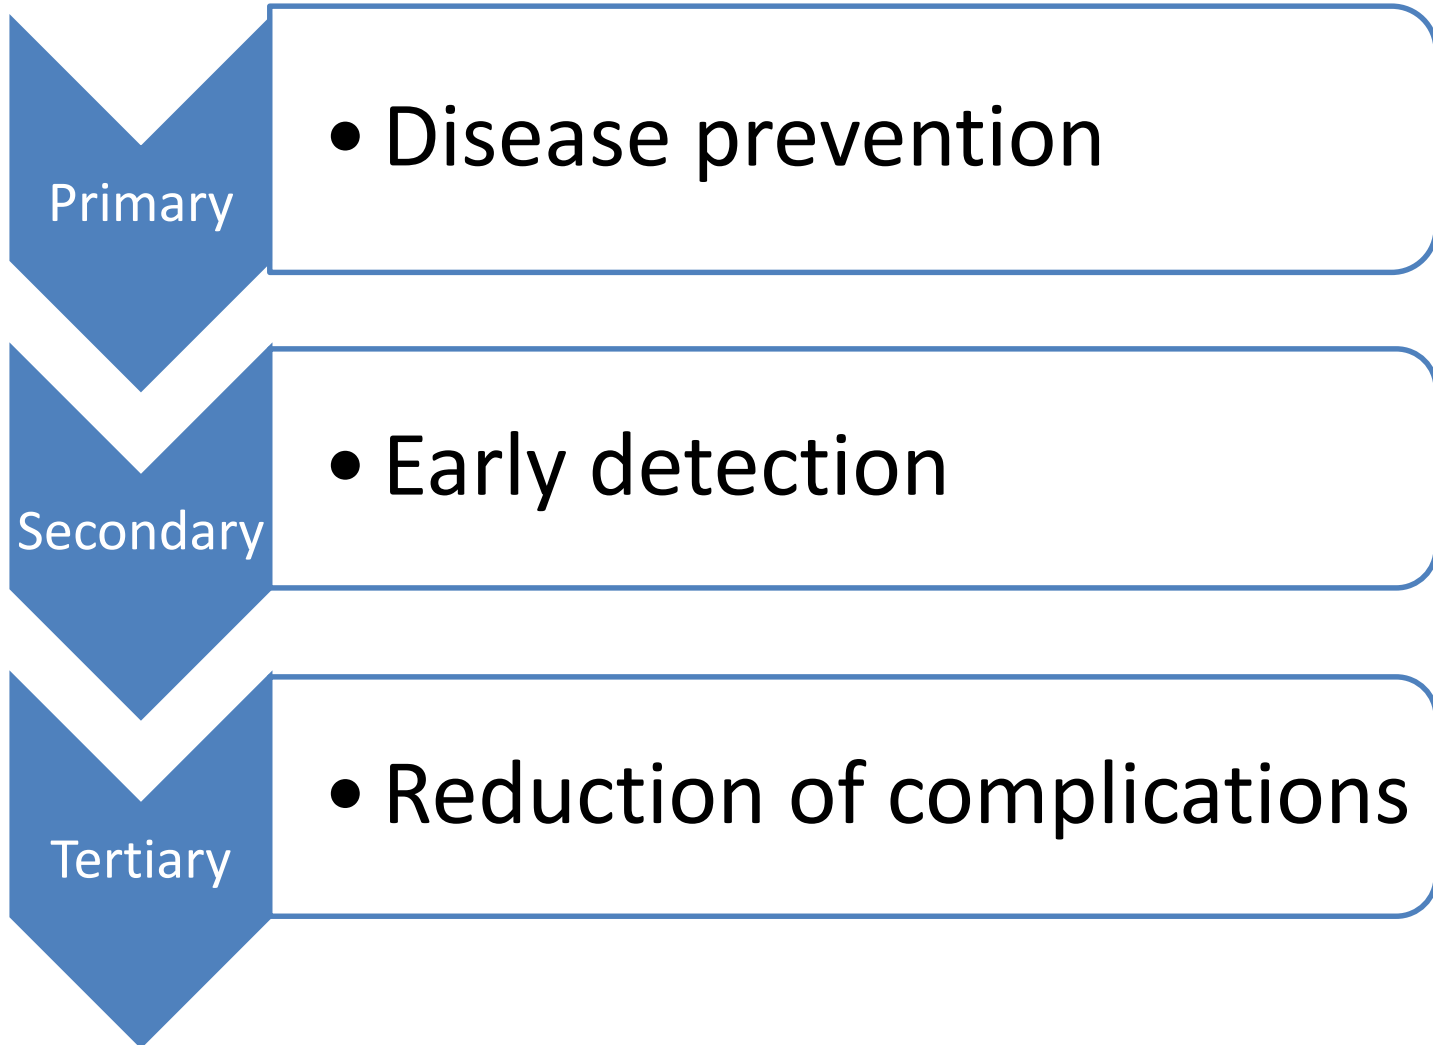 Primary
• Disease prevention
Secondary
• Early detection
Tertiary
• Reduction of complications